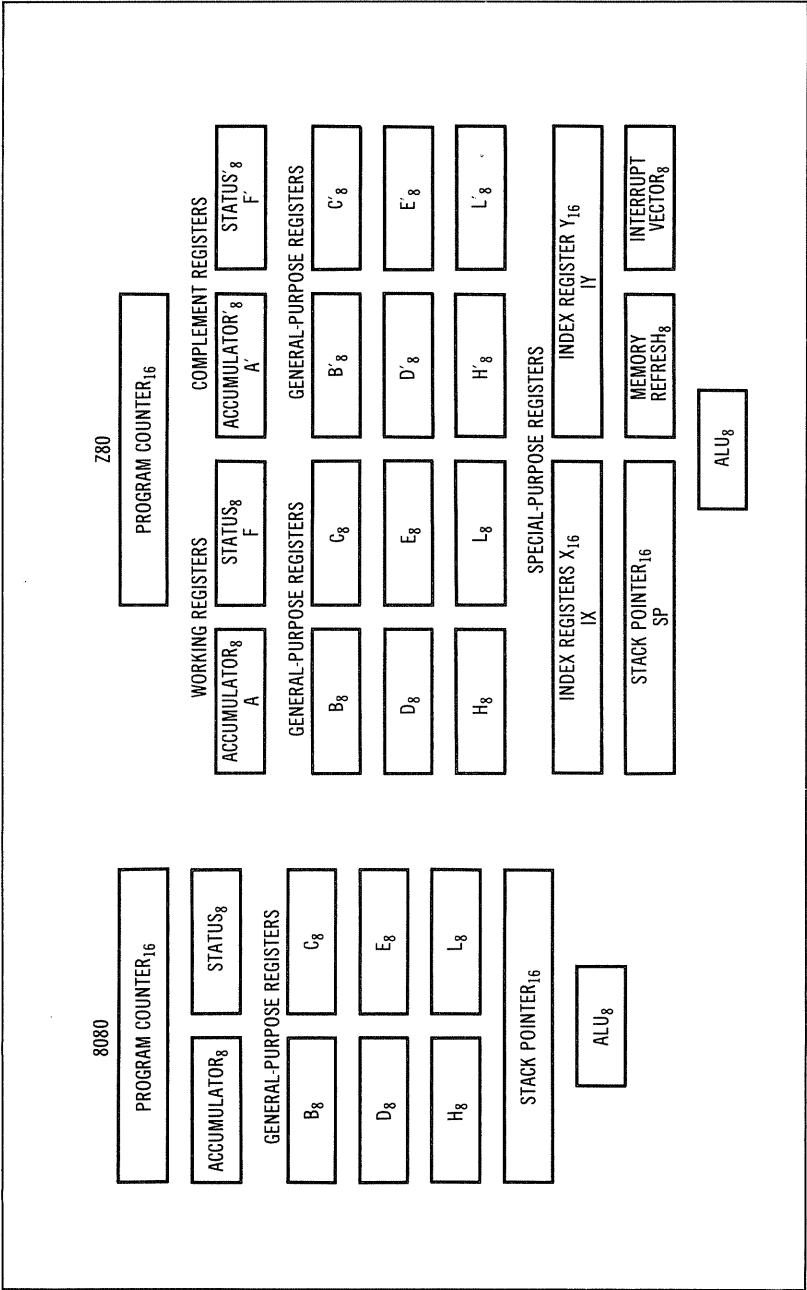 8080
PROGRAM COUNTER₁₆
ACCUMULATOR₈
STATUS₈
GENERAL-PURPOSE REGISTERS
B₈
C₈
D₈
E₈
H₈
L₈
STACK POINTER₁₆
ALU₈
Z80
PROGRAM COUNTER₁₆
WORKING REGISTERS
COMPLEMENT REGISTERS
ACCUMULATOR₈
A
STATUS₈
F
ACCUMULATOR'₈
A'
STATUS'₈
F'
GENERAL-PURPOSE REGISTERS
GENERAL-PURPOSE REGISTERS
B₈
C₈
B'₈
C'₈
D₈
E₈
D'₈
E'₈
H₈
L₈
H'₈
L'₈
SPECIAL-PURPOSE REGISTERS
INDEX REGISTERS X₁₆
IX
INDEX REGISTER Y₁₆
IY
STACK POINTER₁₆
SP
MEMORY
REFRESH₈
INTERRUPT
VECTOR₈
ALU₈